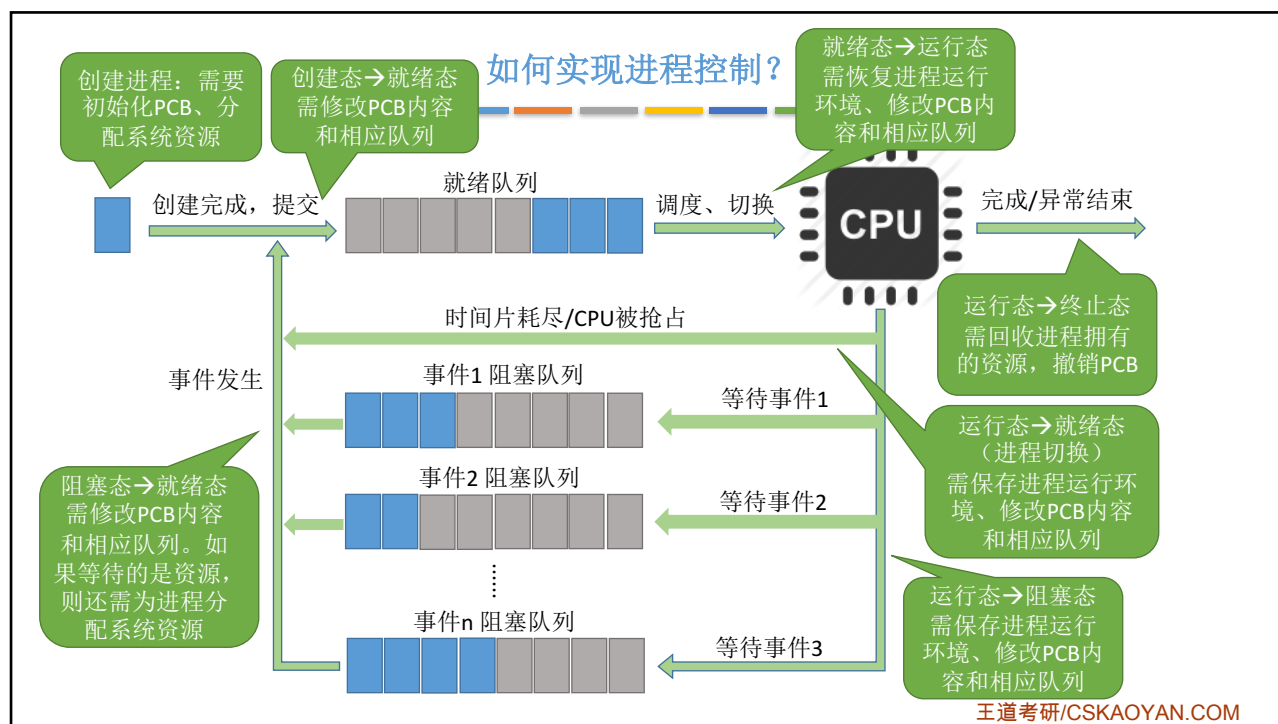 如何实现进程控制？
创建进程：需要
初始化PCB、分
配系统资源
创建态→就绪态
需修改PCB内容
和相应队列
就绪态→运行态
需恢复进程运行
环境、修改PCB内
容和相应队列
创建完成，提交
就绪队列
调度、切换
CPU
完成/异常结束
运行态→终止态
需回收进程拥有
的资源，撤销PCB
时间片耗尽/CPU被抢占
事件发生
事件1 阻塞队列
等待事件1
运行态→就绪态
（进程切换）
需保存进程运行环
境、修改PCB内容
和相应队列
阻塞态→就绪态
需修改PCB内容
和相应队列。如
果等待的是资源，
则还需为进程分
配系统资源
事件2 阻塞队列
等待事件2
......
事件n 阻塞队列
等待事件3
运行态→阻塞态
需保存进程运行
环境、修改PCB内
容和相应队列
王道考研/CSKAOYAN.COM